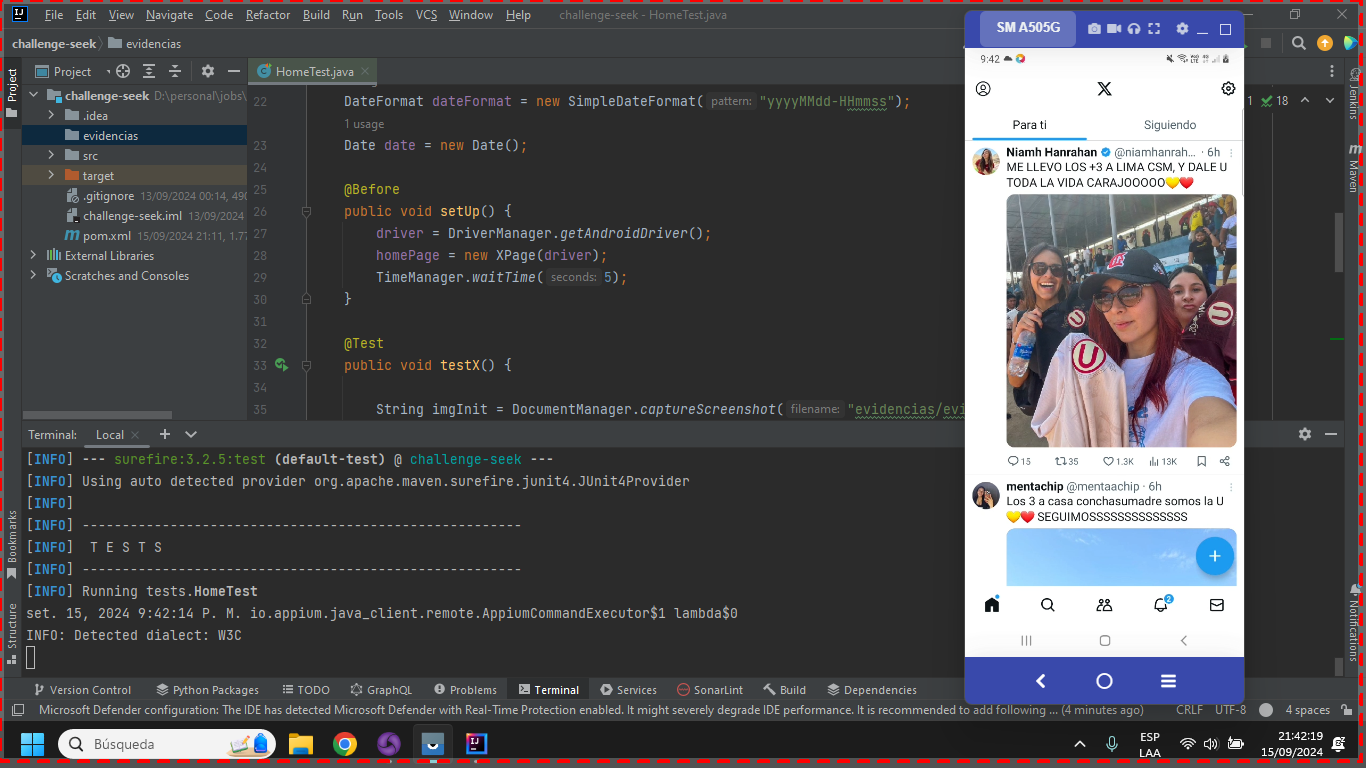 File Edit View Navigate Code Refactor Build Run Tools VCS Window Help challenge-seek - HomeTest.java
challenge-seek evidencias
Project
HomeTest.java
challenge-seek D:\personal\jobs\
.idea
evidencias
src
target
.gitignore 13/09/2024 00:14, 490
challenge-seek.iml 13/09/2024
pom.xml 15/09/2024 21:11, 1.77
External Libraries
Scratches and Consoles
Project
Bookmarks
Structure
22 DateFormat dateFormat = new SimpleDateFormat( pattern: "yyyyMMdd-HHmmss");
1 usage
23 Date date = new Date();
24
25 @Before
26 public void setUp() {
27 driver = DriverManager.getAndroidDriver();
28 homePage = new XPage(driver);
29 TimeManager.waitTime( seconds: 5);
30 }
31
32 @Test
33 public void testX() {
34
35 String imgInit = DocumentManager.captureScreenshot( filename: "evidencias/evi
1 18
Jenkins
Maven
Notifications
Terminal: Local
[INFO] --- surefire:3.2.5:test (default-test) @ challenge-seek ---
[INFO] Using auto detected provider org.apache.maven.surefire.junit4.JUnit4Provider
[INFO]
[INFO] -------------------------------------------------------
[INFO]  T E S T S
[INFO] -------------------------------------------------------
[INFO] Running tests.HomeTest
set. 15, 2024 9:42:14 P. M. io.appium.java_client.remote.AppiumCommandExecutor$1 lambda$0
INFO: Detected dialect: W3C
SM A505G
9:42
X
Para ti Siguiendo
Niamh Hanrahan @niamhanrah... · 6h
ME LLEVO LOS +3 A LIMA CSM, Y DALE U
TODA LA VIDA CARAJOOOOO💛❤️
U
U
U
15 35 1.3K 13K
mentachip @mentaachip · 6h
Los 3 a casa conchasumadre somos la U
💛❤️ SEGUIMOSSSSSSSSSSSSSS
+
2
Version Control Python Packages TODO GraphQL Problems Terminal Services SonarLint Build Dependencies
Microsoft Defender configuration: The IDE has detected Microsoft Defender with Real-Time Protection enabled. It might severely degrade IDE performance. It is recommended to add following ... (4 minutes ago) CRLF UTF-8 4 spaces
Búsqueda
ESP
LAA
21:42:19
15/09/2024